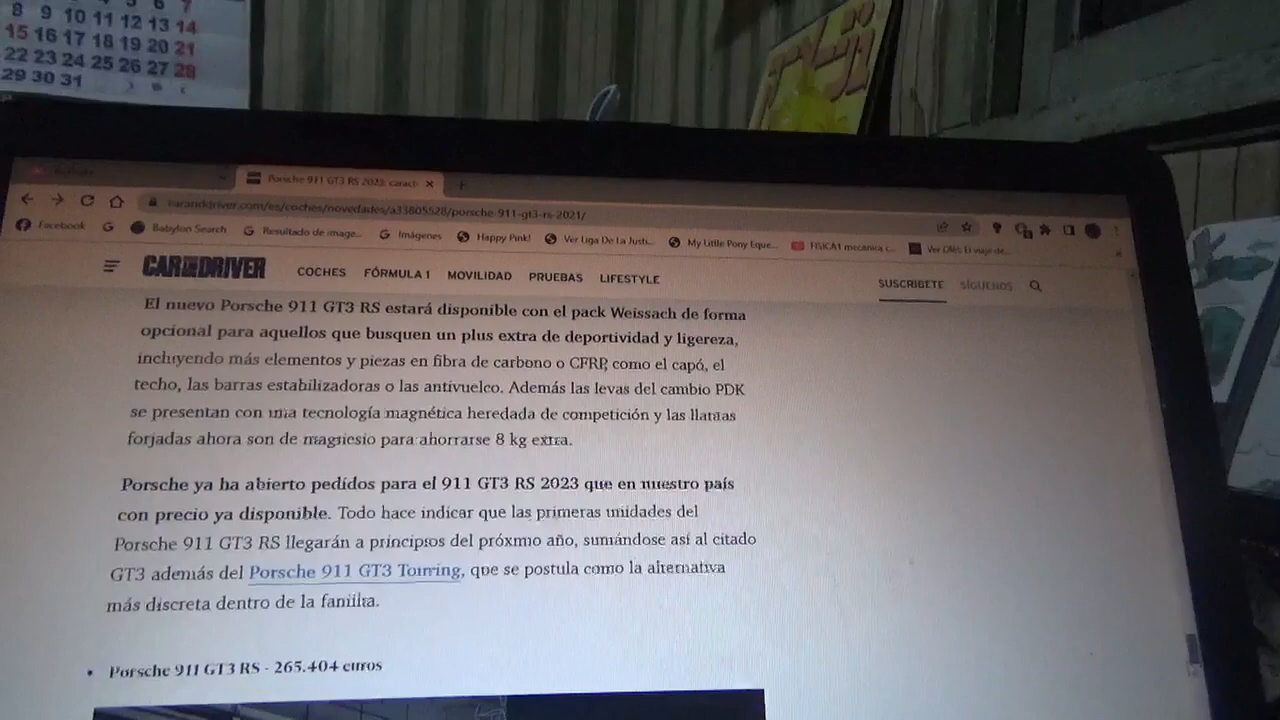 5 6 7
8 9 10 11 12 13 14
15 16 17 18 19 20 21
22 23 24 25 26 27 28
29 30 31
Porsche 911 GT3 RS 2023: caract
caranddriver.com/es/coches/novedades/a33805528/porsche-911-gt3-rs-2021/
Facebook Babylon Search Resultado de image... Imágenes Happy Pink! Ver Liga De La Justi... My Little Pony Eque... FISICA1 mecanica c... Ver Olés: El viaje de...
CAR AND DRIVER COCHES FÓRMULA 1 MOVILIDAD PRUEBAS LIFESTYLE SUSCRIBETE SÍGUENOS
El nuevo Porsche 911 GT3 RS estará disponible con el pack Weissach de forma
opcional para aquellos que busquen un plus extra de deportividad y ligereza,
incluyendo más elementos y piezas en fibra de carbono o CFRP, como el capó, el
techo, las barras estabilizadoras o las antivuelco. Además las levas del cambio PDK
se presentan con una tecnología magnética heredada de competición y las llantas
forjadas ahora son de magnesio para ahorrarse 8 kg extra.
Porsche ya ha abierto pedidos para el 911 GT3 RS 2023 que en nuestro país
con precio ya disponible. Todo hace indicar que las primeras unidades del
Porsche 911 GT3 RS llegarán a principios del próximo año, sumándose así al citado
GT3 además del Porsche 911 GT3 Touring, que se postula como la alternativa
más discreta dentro de la familia.
• Porsche 911 GT3 RS - 265.404 euros